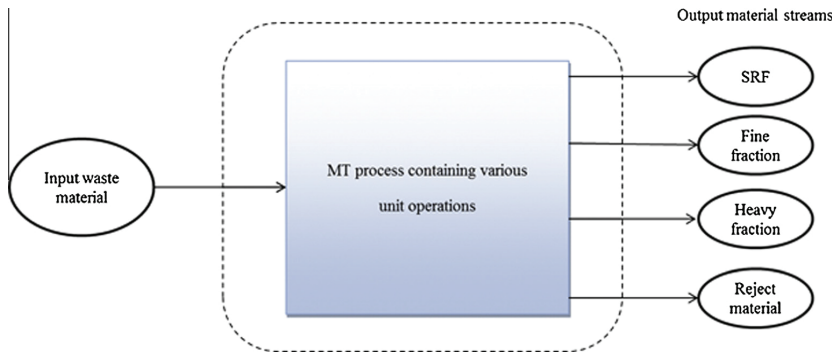 Output material streams
SRF
Fine
fraction
Input waste
material
MT process containing various
unit operations
Heavy
fraction
Reject
material